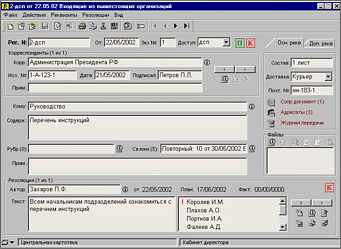 2-дсп от 22.05.02 Входящие из вышестоящих организаций
Файл Действия Реквизиты Резолюции Вид
Рег. №: 2-дсп От: 22/05/2002 Экз.№: 1 Доступ: дсп П К Осн. рекв. Доп. рекв.
Корреспонденты (1 из 1)
Корр.: Администрация Президента РФ
Исх. №: 1-А-123-1 Дата: 21/05/2002 Подписал: Петров П.Л.
Прим.:
Состав: 1 лист
Доставка: Курьер
Почт. №: кн-183-1
Сопр.документ (1)
Адресаты (3)
Журнал передачи
Кому: Руководство
Содерж.: Перечень инструкций
Файлы
Рубр.(0): Связки (5): Повторный: 10 от 30/05/2002
Прим.:
Резолюция (1 из 1)
Автор: Захаров П.Ф. от 22/05/2002 План: 17/06/2002 Факт: 00/00/0000 К
Текст: Всем начальникам подразделений ознакомиться с перечнем инструкций
! Королев И.М.
Плахов А.О.
Портнов И.А.
Фалеев А.Д.
Центральная картотека Кабинет директора